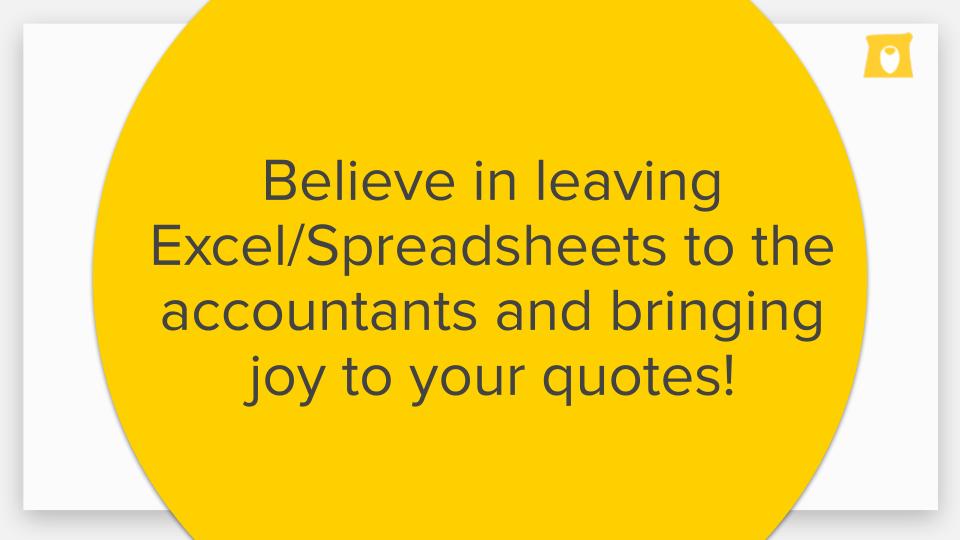 Believe in leaving
Excel/Spreadsheets to the
accountants and bringing
joy to your quotes!